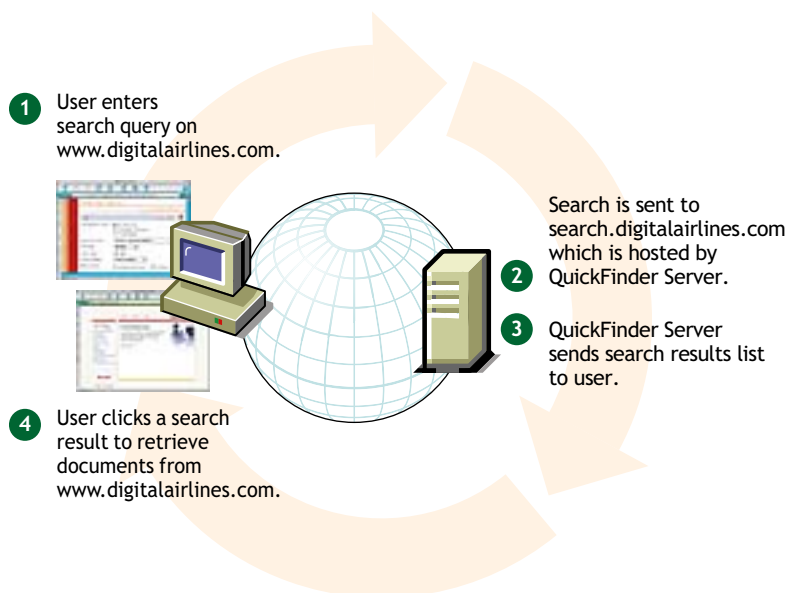 1
User enters
search query on
www.digitalairlines.com.
Search is sent to
search.digitalairlines.com
which is hosted by
2 QuickFinder Server.
3 QuickFinder Server
sends search results list
to user.
4 User clicks a search
result to retrieve
documents from
www.digitalairlines.com.